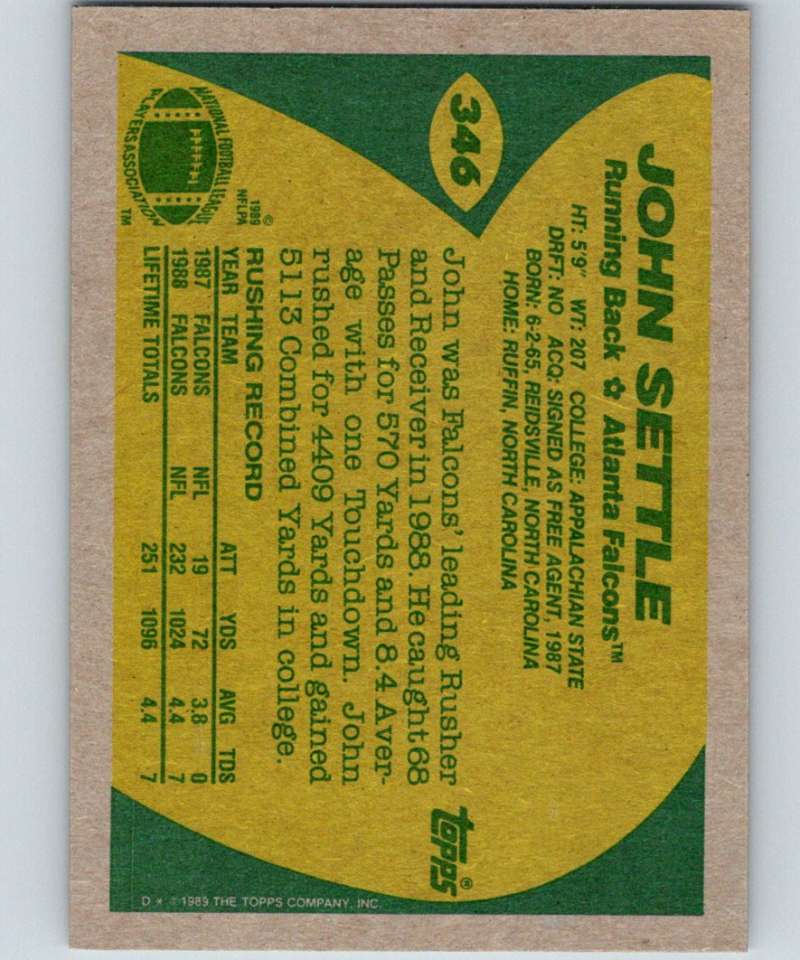 346
JOHN SETTLE
Running Back ✩ Atlanta Falcons™
HT: 5'9" WT: 207 COLLEGE: APPALACHIAN STATE
DRFT: NO ACQ: SIGNED AS FREE AGENT, 1987
BORN: 6-2-65, REIDSVILLE, NORTH CAROLINA
HOME: RUFFIN, NORTH CAROLINA
John was Falcons' leading Rusher
and Receiver in 1988. He caught 68
Passes for 570 Yards and 8.4 Aver-
age with one Touchdown. John
rushed for 4409 Yards and gained
5113 Combined Yards in college.
RUSHING RECORD
YEAR TEAM ATT YDS AVG TDS
1987 FALCONS NFL 19 72 3.8 0
1988 FALCONS NFL 232 1024 4.4 7
LIFETIME TOTALS 251 1096 4.4 7
NATIONAL FOOTBALL LEAGUE
PLAYERS ASSOCIATION
TM
©
1989
NFLPA
TOPPS®
D * ©1989 THE TOPPS COMPANY, INC.